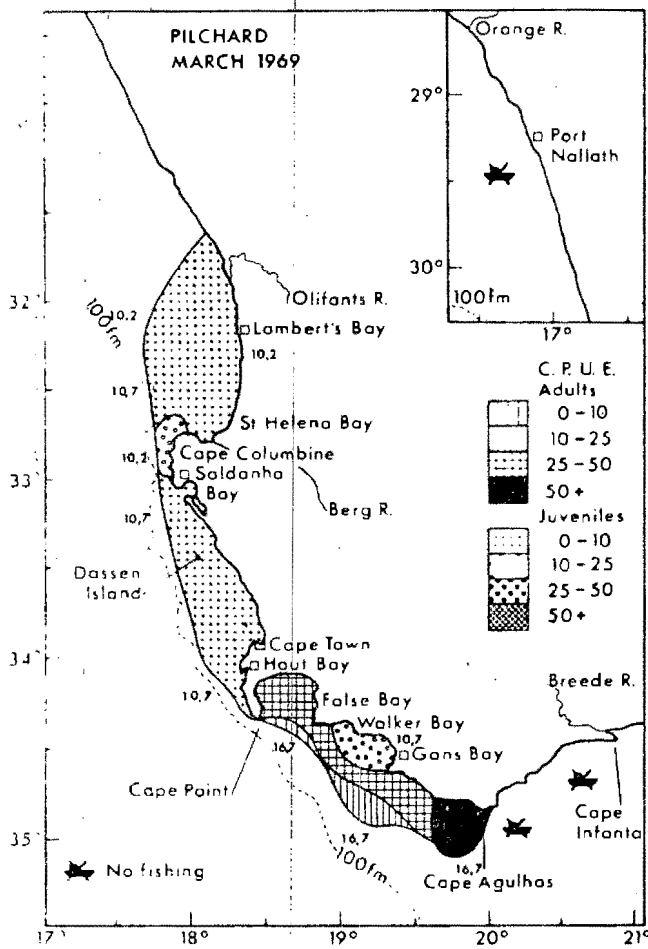 PILCHARD
MARCH 1969
Orange R.
29°
Port
Nallath
30°
100fm
17°
32°
10,2
100fm
Olifants R.
Lambert's Bay
10,2
10,7
St Helena Bay
Cape Columbine
10,2
Saldanha
Bay
33°
Berg R.
10,7
Dassen
Island
C. P. U. E.
Adults
0-10
10-25
25-50
50+
Juveniles
0-10
10-25
25-50
50+
Cape Town
34°
Hout Bay
Breede R.
10,7
False Bay
Walker Bay
10,7
16,7
Gans Bay
Cape Point
Cape
Infanta
35°
16,7
100fm
16,7
No fishing
Cape Agulhas
17°
18°
19°
20°
21°